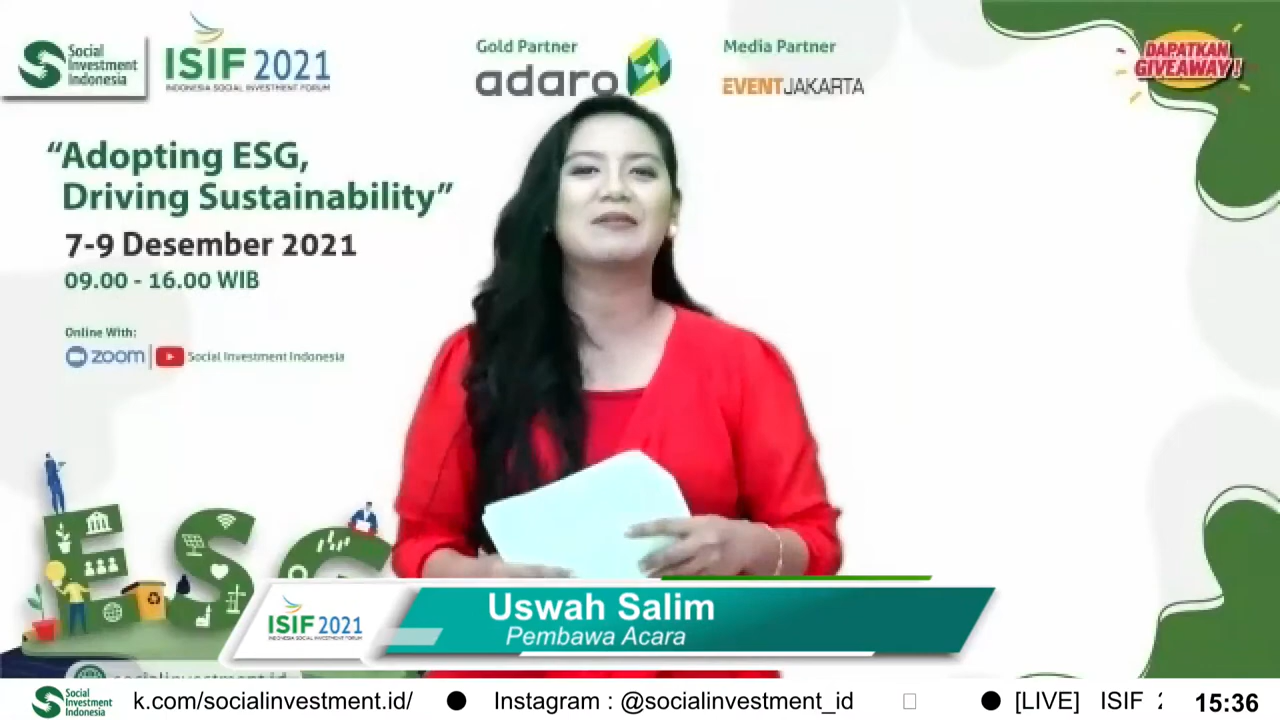 Social
Investment
Indonesia
ISIF 2021
INDONESIA SOCIAL INVESTMENT FORUM
Gold Partner
adaro
Media Partner
EVENTJAKARTA
DAPATKAN
GIVEAWAY!
“Adopting ESG,
Driving Sustainability”
7-9 Desember 2021
09.00 - 16.00 WIB
Online With:
zoom
Social Investment Indonesia
ESG
ISIF 2021
INDONESIA SOCIAL INVESTMENT FORUM
Uswah Salim
Pembawa Acara
socialinvestment.id
Social
Investment
Indonesia
k.com/socialinvestment.id/ ● Instagram : @socialinvestment_id ● [LIVE] ISIF
15:36